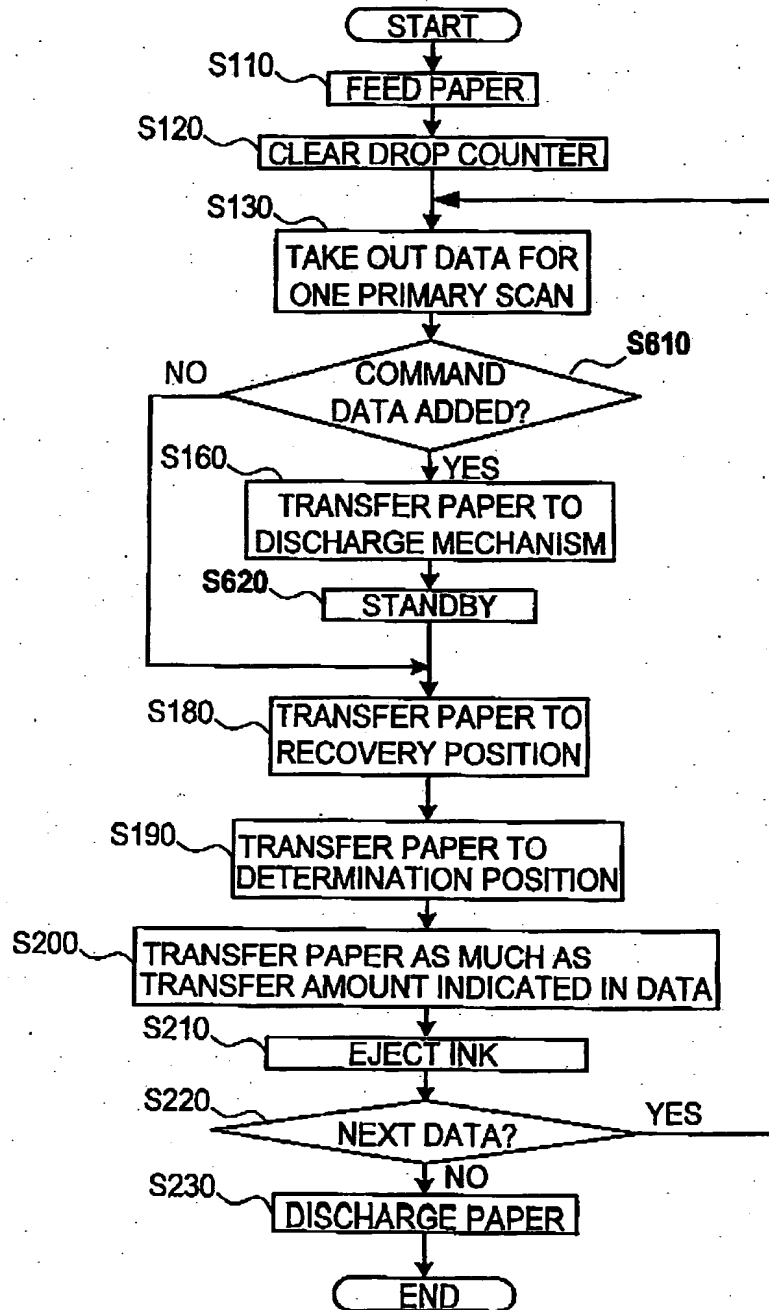 START
S110
FEED PAPER
S120
CLEAR DROP COUNTER
S130
TAKE OUT DATA FOR
ONE PRIMARY SCAN
S610
NO
COMMAND
DATA ADDED?
S160
YES
TRANSFER PAPER TO
DISCHARGE MECHANISM
S620
STANDBY
S180
TRANSFER PAPER TO
RECOVERY POSITION
S190
TRANSFER PAPER TO
DETERMINATION POSITION
S200
TRANSFER PAPER AS MUCH AS
TRANSFER AMOUNT INDICATED IN DATA
S210
EJECT INK
S220
YES
NEXT DATA?
NO
S230
DISCHARGE PAPER
END